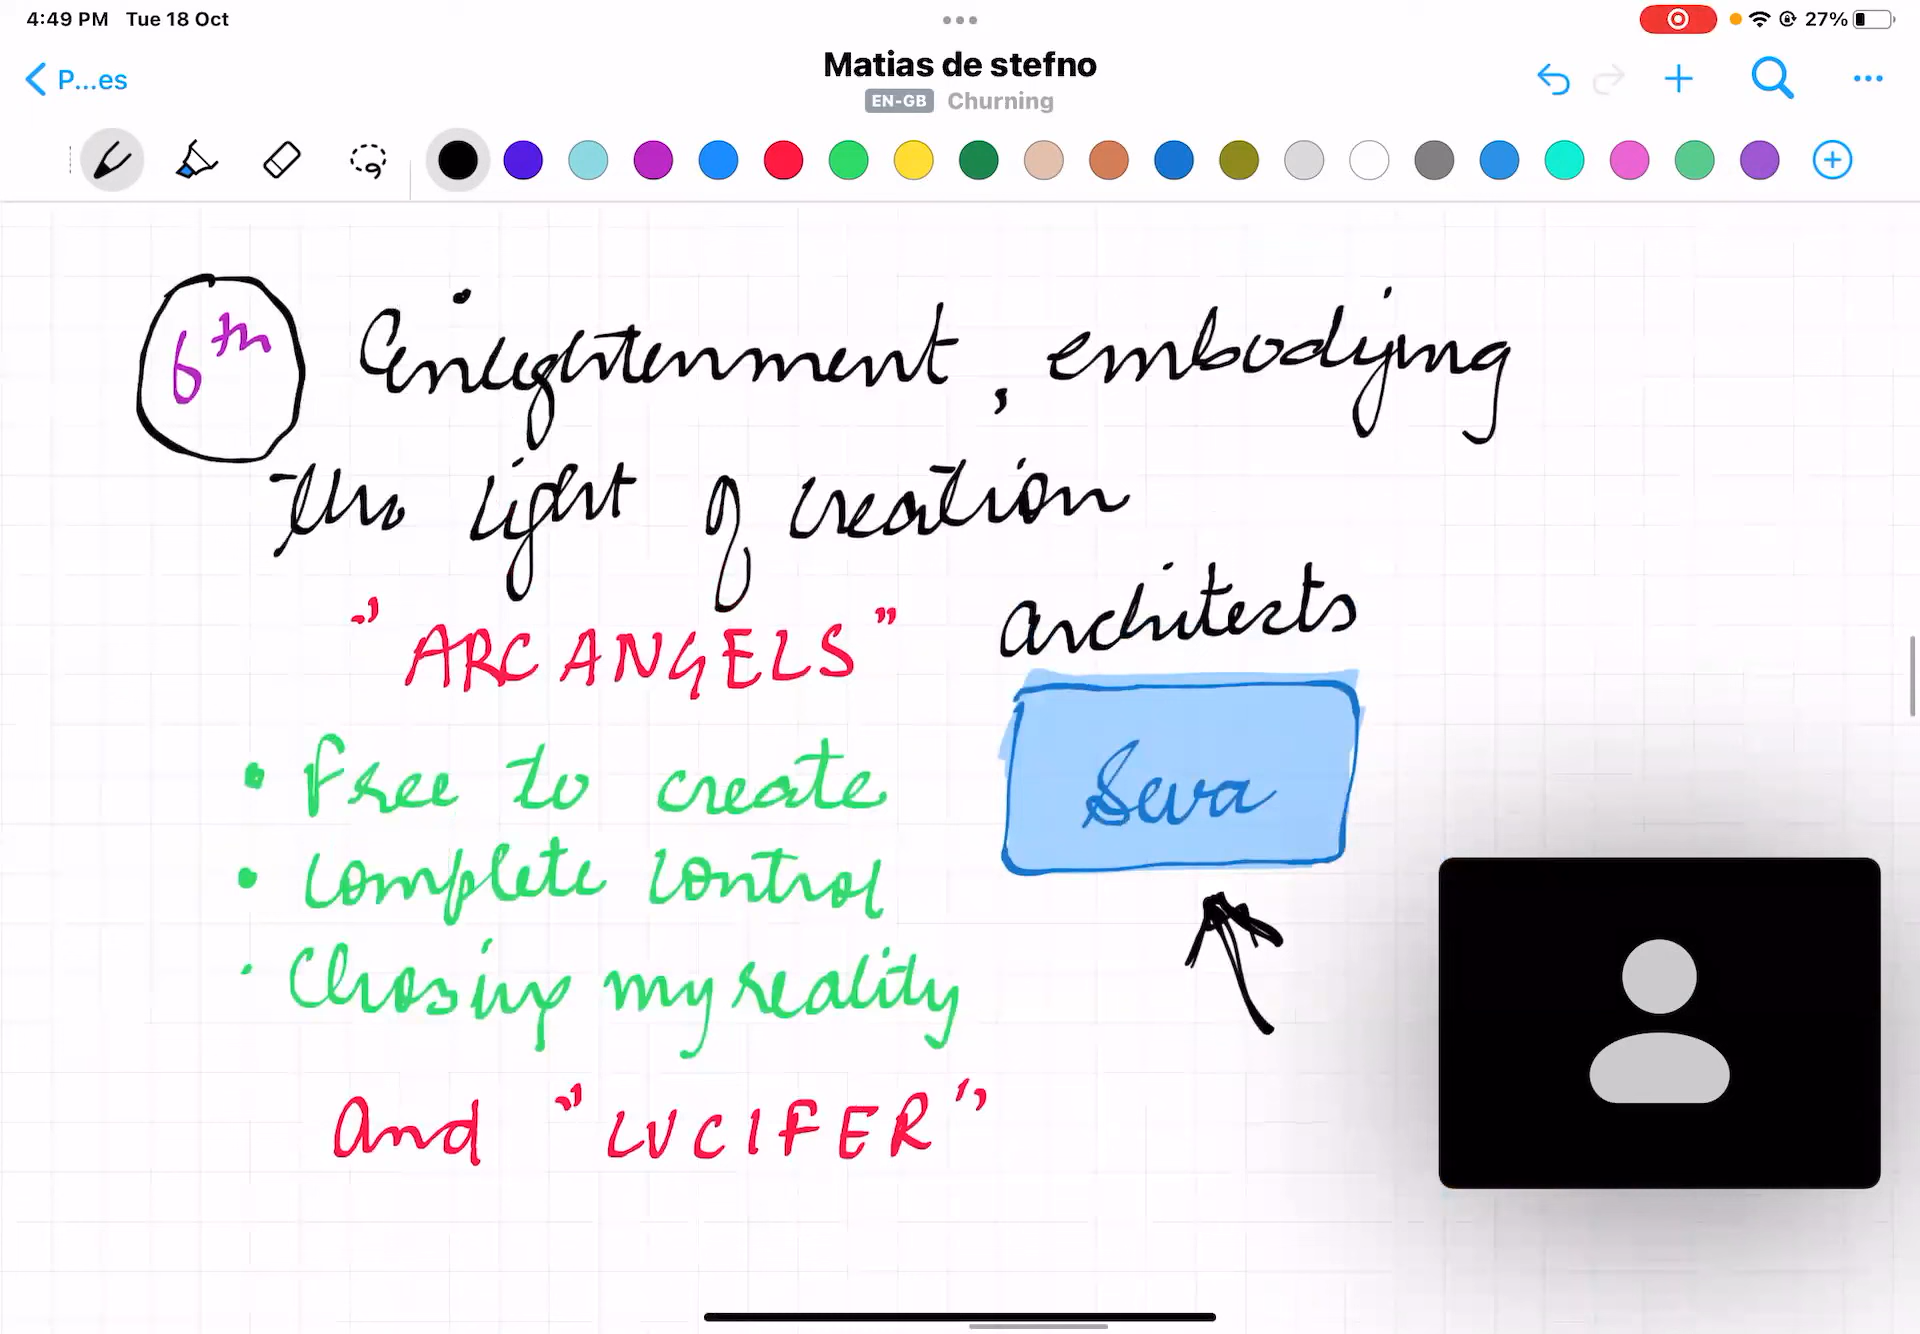 4:49 PM Tue 18 Oct
27%
P...es
Matias de stefno
EN-GB Churning
6th Enlightenment, embodying
the light of creation
architects
"ARC ANGELS"
Seva
• free to create
• Complete control
• Chosing my reality
And "LUCIFER"